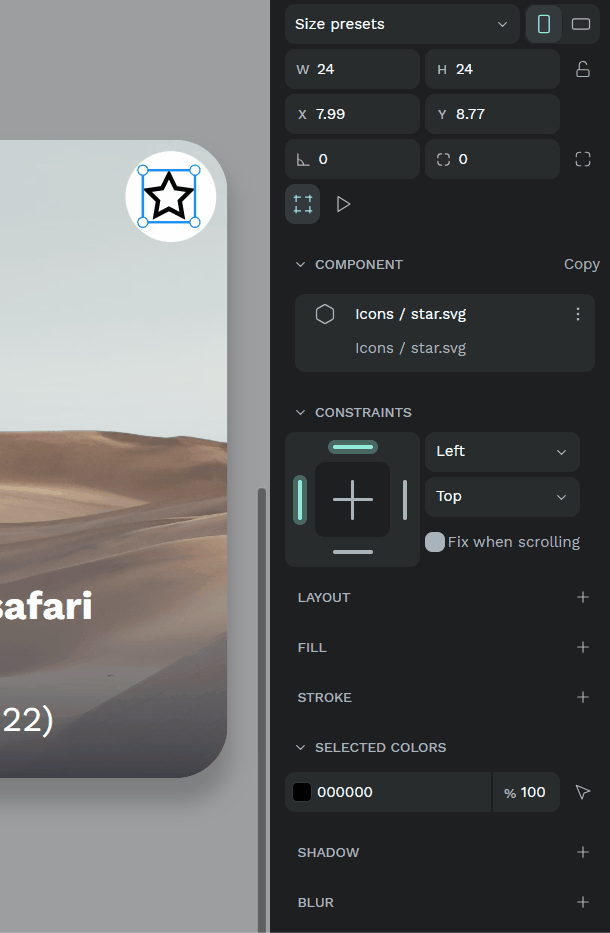 Size presets
W 24
H 24
X 7.99
Y 8.77
0
0
COMPONENT
Copy
Icons / star.svg
Icons / star.svg
CONSTRAINTS
Left
Top
Fix when scrolling
safari
LAYOUT
FILL
22)
STROKE
SELECTED COLORS
000000
% 100
SHADOW
BLUR